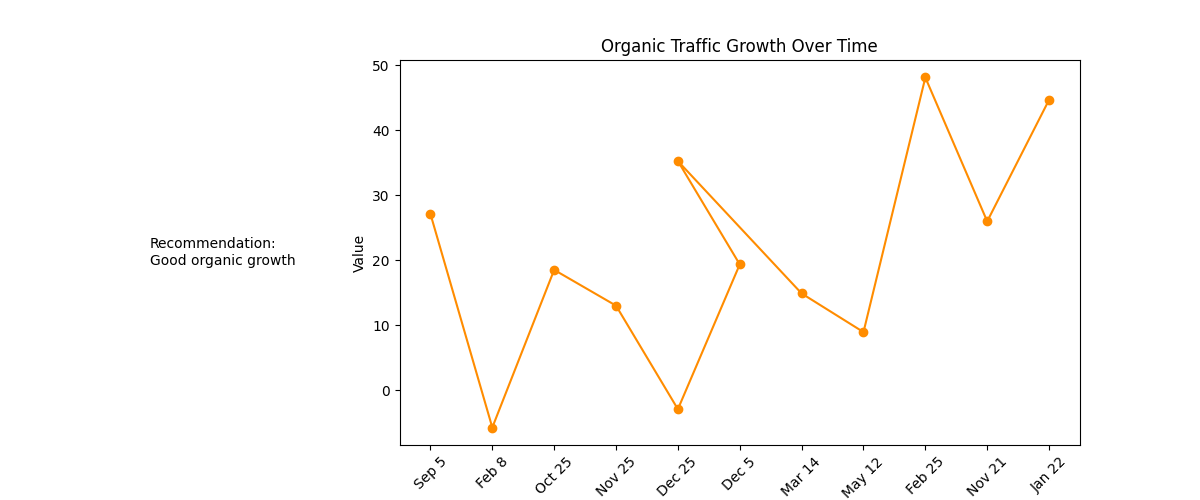 Organic Traffic Growth Over Time
Recommendation:
Good organic growth
Value
50
40
30
20
10
0
Sep 5
Feb 8
Oct 25
Nov 25
Dec 25
Dec 5
Mar 14
May 12
Feb 25
Nov 21
Jan 22